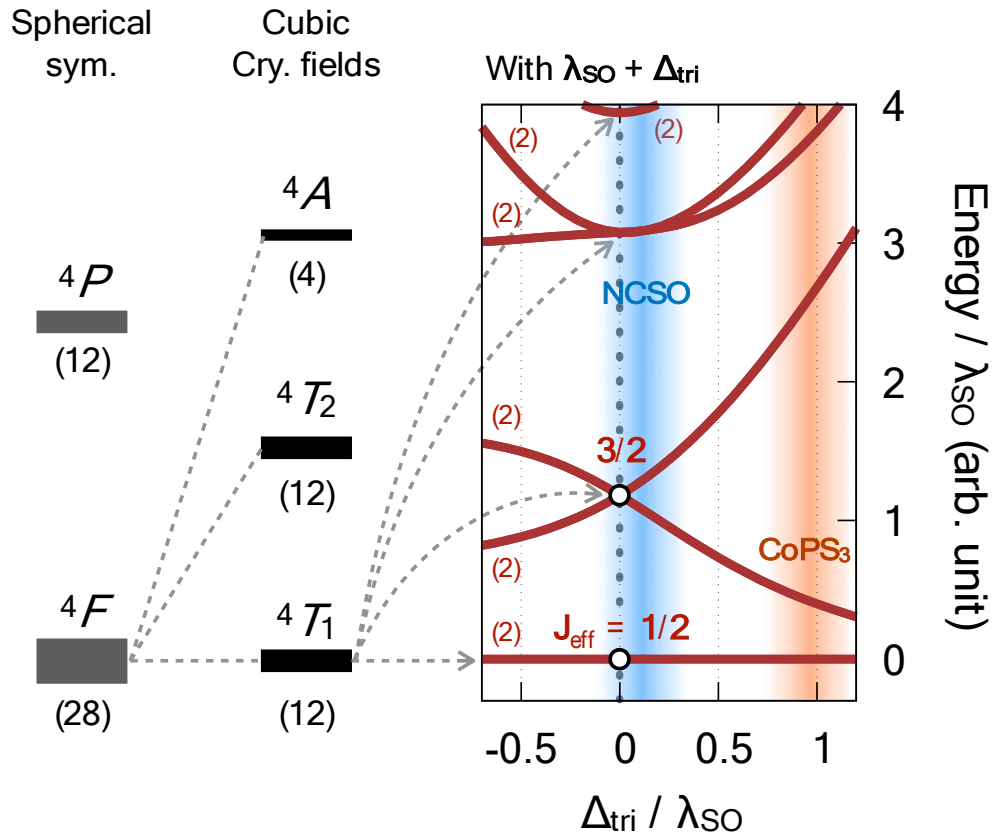 Spherical
sym.
Cubic
Cry. fields
With λSO + Δtri
4
(2)
(2)
4A
(4)
(2)
3
4P
(12)
NCSO
Energy / λSO (arb. unit)
4T2
(12)
2
(2)
3/2
1
CoPS3
(2)
4F
(28)
4T1
(12)
(2)
Jeff = 1/2
0
-0.5
0
0.5
1
Δtri / λSO